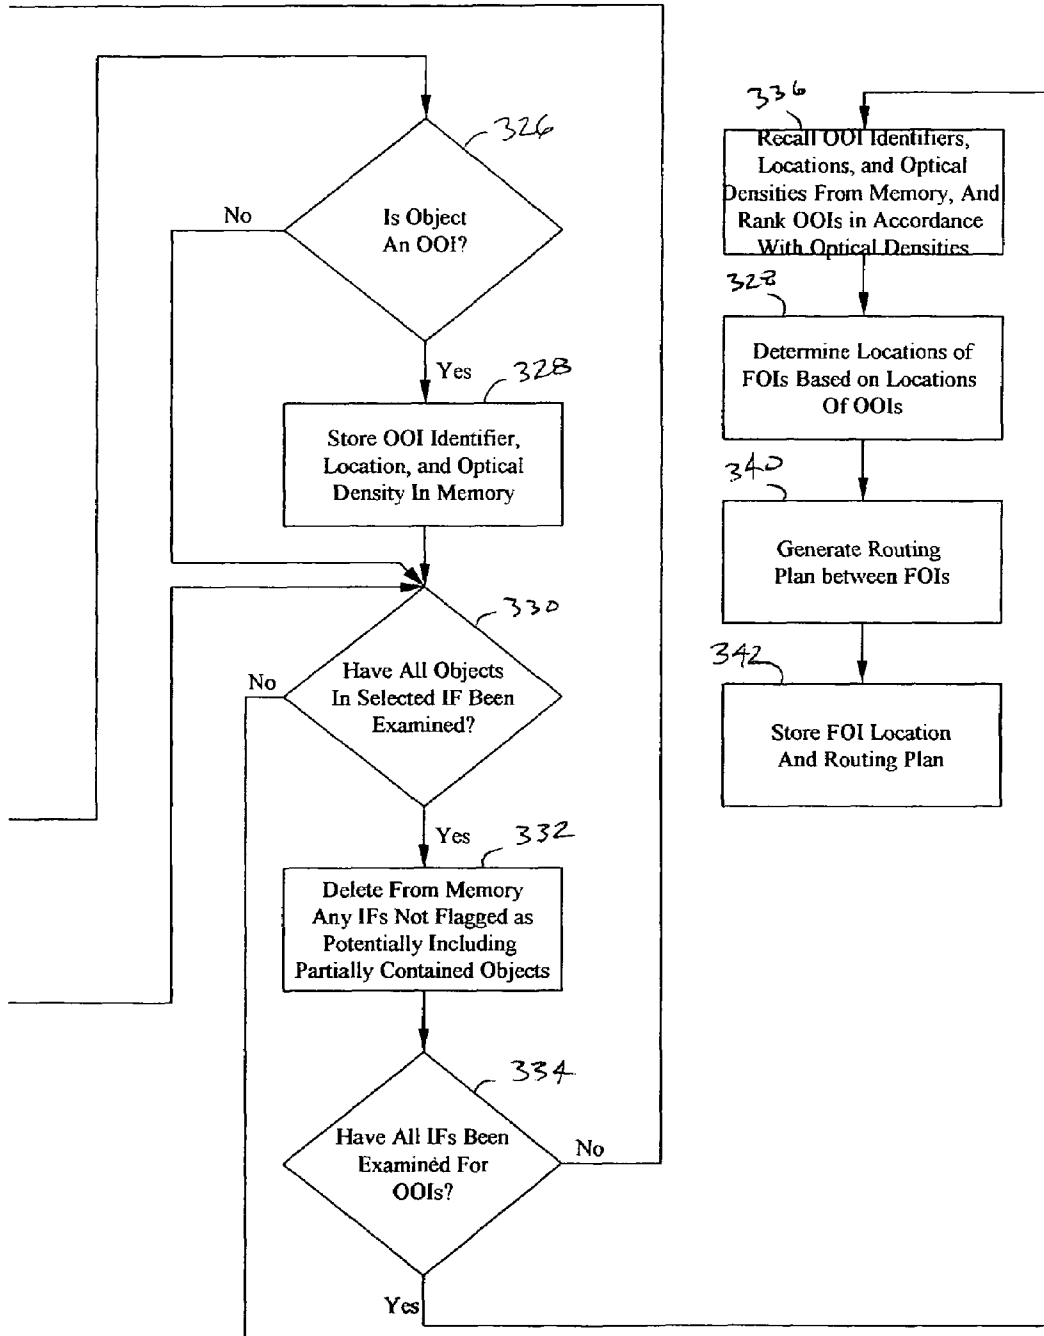 326
No
Is Object
An OOI?
Yes
328
Store OOI Identifier,
Location, and Optical
Density In Memory
330
No
Have All Objects
In Selected IF Been
Examined?
Yes
332
Delete From Memory
Any IFs Not Flagged as
Potentially Including
Partially Contained Objects
334
Have All IFs Been
Examined For
OOIs?
No
Yes
336
Recall OOI Identifiers,
Locations, and Optical
Densities From Memory, And
Rank OOIs in Accordance
With Optical Densities
328
Determine Locations of
FOIs Based on Locations
Of OOIs
340
Generate Routing
Plan between FOIs
342
Store FOI Location
And Routing Plan